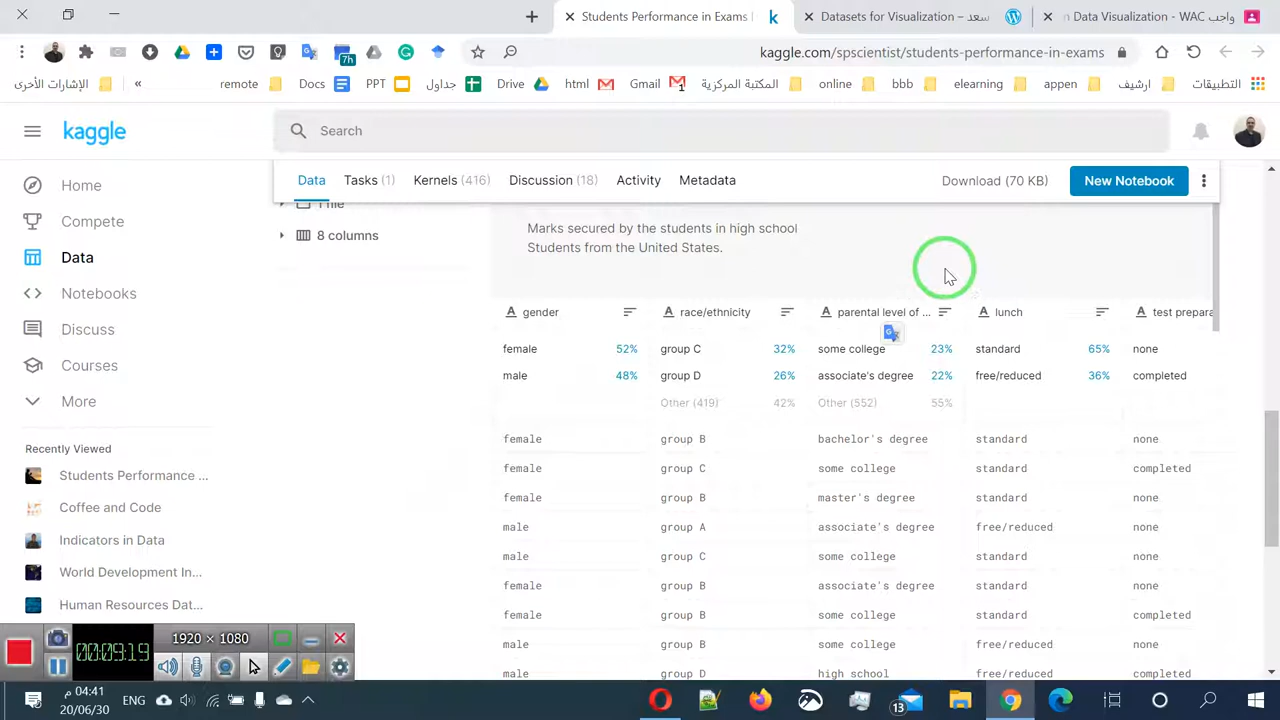 Students Performance in Exams
Datasets for Visualization – سعد
واجب Data Visualization - WAC
7h
kaggle.com/spscientist/students-performance-in-exams
الإشارات الأخرى
«
remote
Docs
PPT
جداول
Drive
html
Gmail
1
المكتبة المركزية
online
bbb
elearning
appen
ارشيف
التطبيقات
kaggle
Search
Data
Tasks (1)
Kernels (416)
Discussion (18)
Activity
Metadata
Download (70 KB)
New Notebook
Home
Compete
Data
Notebooks
Discuss
Courses
More
Recently Viewed
Students Performance ...
Coffee and Code
Indicators in Data
World Development In...
Human Resources Dat...
8 columns
Marks secured by the students in high school
Students from the United States.
gender race/ethnicity parental level of ... lunch test prepara
female 52% group C 32% some college 23% standard 65% none
male 48% group D 26% associate's degree 22% free/reduced 36% completed
Other (419) 42% Other (552) 55%
female group B bachelor's degree standard none
female group C some college standard completed
female group B master's degree standard none
male group A associate's degree free/reduced none
male group C some college standard none
female group B associate's degree standard none
female group B some college standard completed
male group B some college free/reduced none
male group D high school free/reduced completed
00:09:19
1920 × 1080
04:41 م
20/06/30
ENG
13